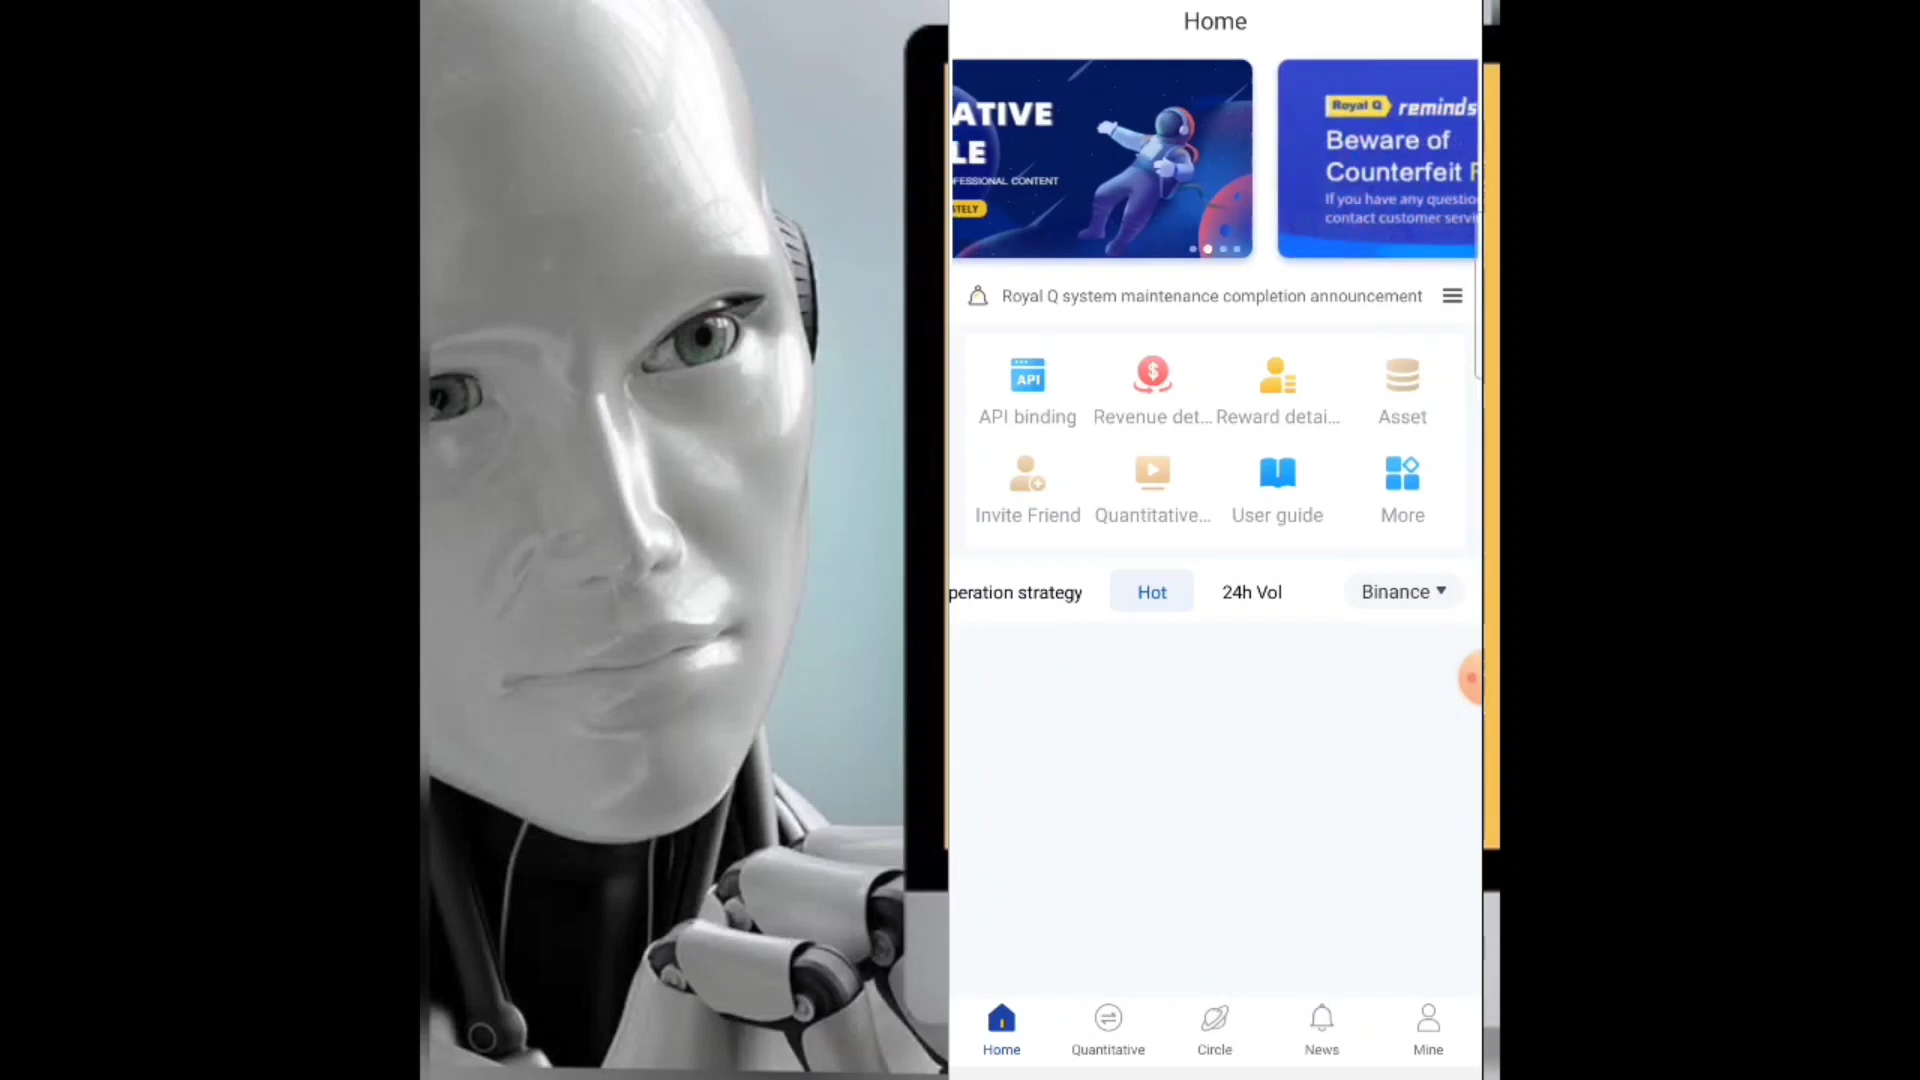 Home
ATIVE
LE
FESSIONAL CONTENT
TELY
Royal Q reminds
Beware of
Counterfeit
If you have any questio
contact customer servi
Royal Q system maintenance completion announcement
API
API binding
Revenue det...
Reward detai...
Asset
Invite Friend
Quantitative...
User guide
More
peration strategy
Hot
24h Vol
Binance
Home
Quantitative
Circle
News
Mine